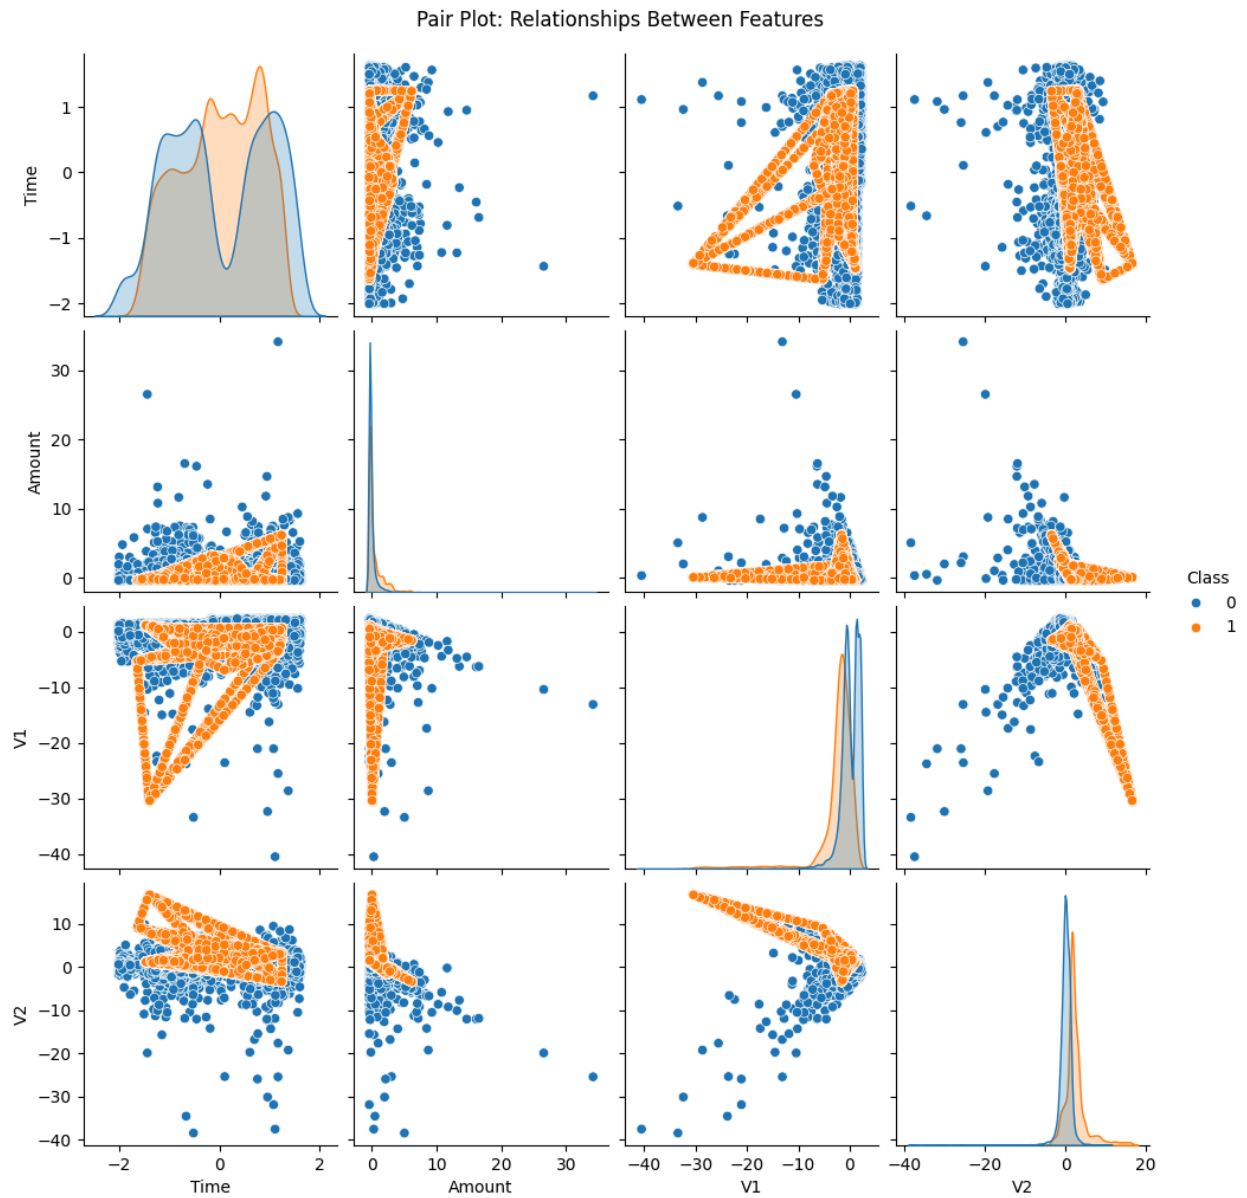 Pair Plot: Relationships Between Features
Time
1
0
−1
−2
Amount
30
20
10
0
Class
0
1
V1
0
−10
−20
−30
−40
V2
10
0
−10
−20
−30
−40
−2 0 2
0 10 20 30
−40 −30 −20 −10 0
−40 −20 0 20
Time Amount V1 V2